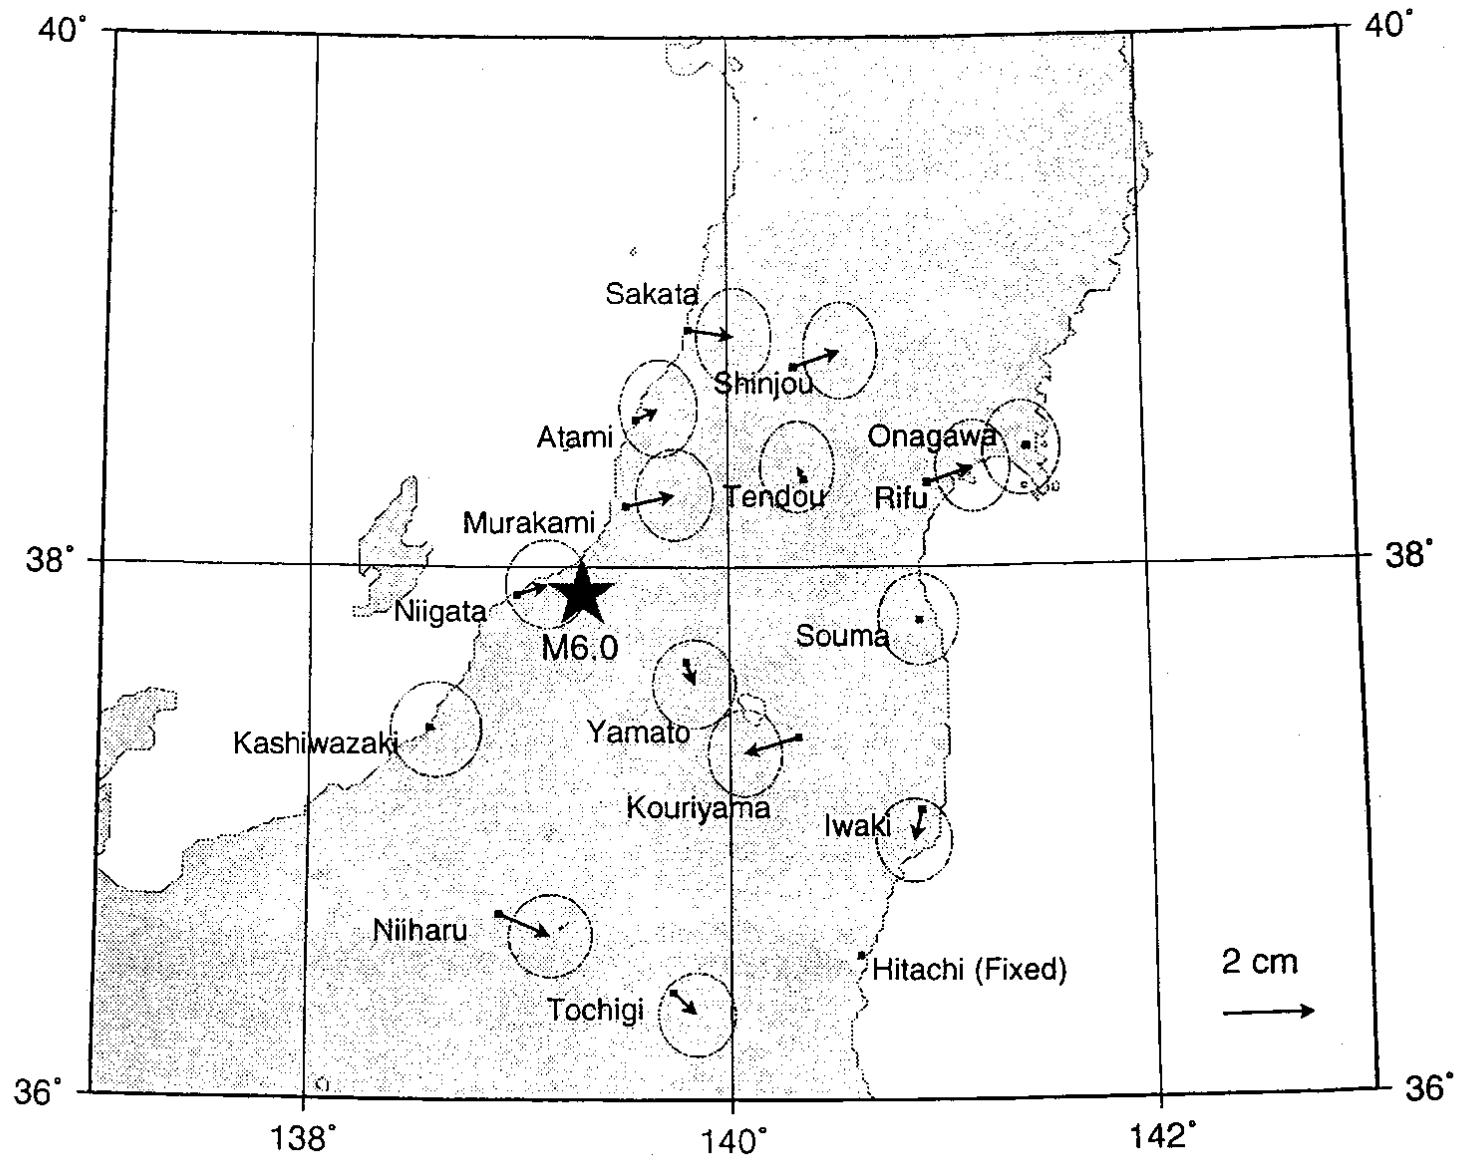 40°
40°
Sakata
Shinjou
Atami
Onagawa
Tendou
Rifu
Murakami
38°
38°
Niigata
Souma
M6.0
Yamato
Kashiwazaki
Kouriyama
Iwaki
Niiharu
Hitachi (Fixed)
2 cm
Tochigi
36°
36°
138°
140°
142°